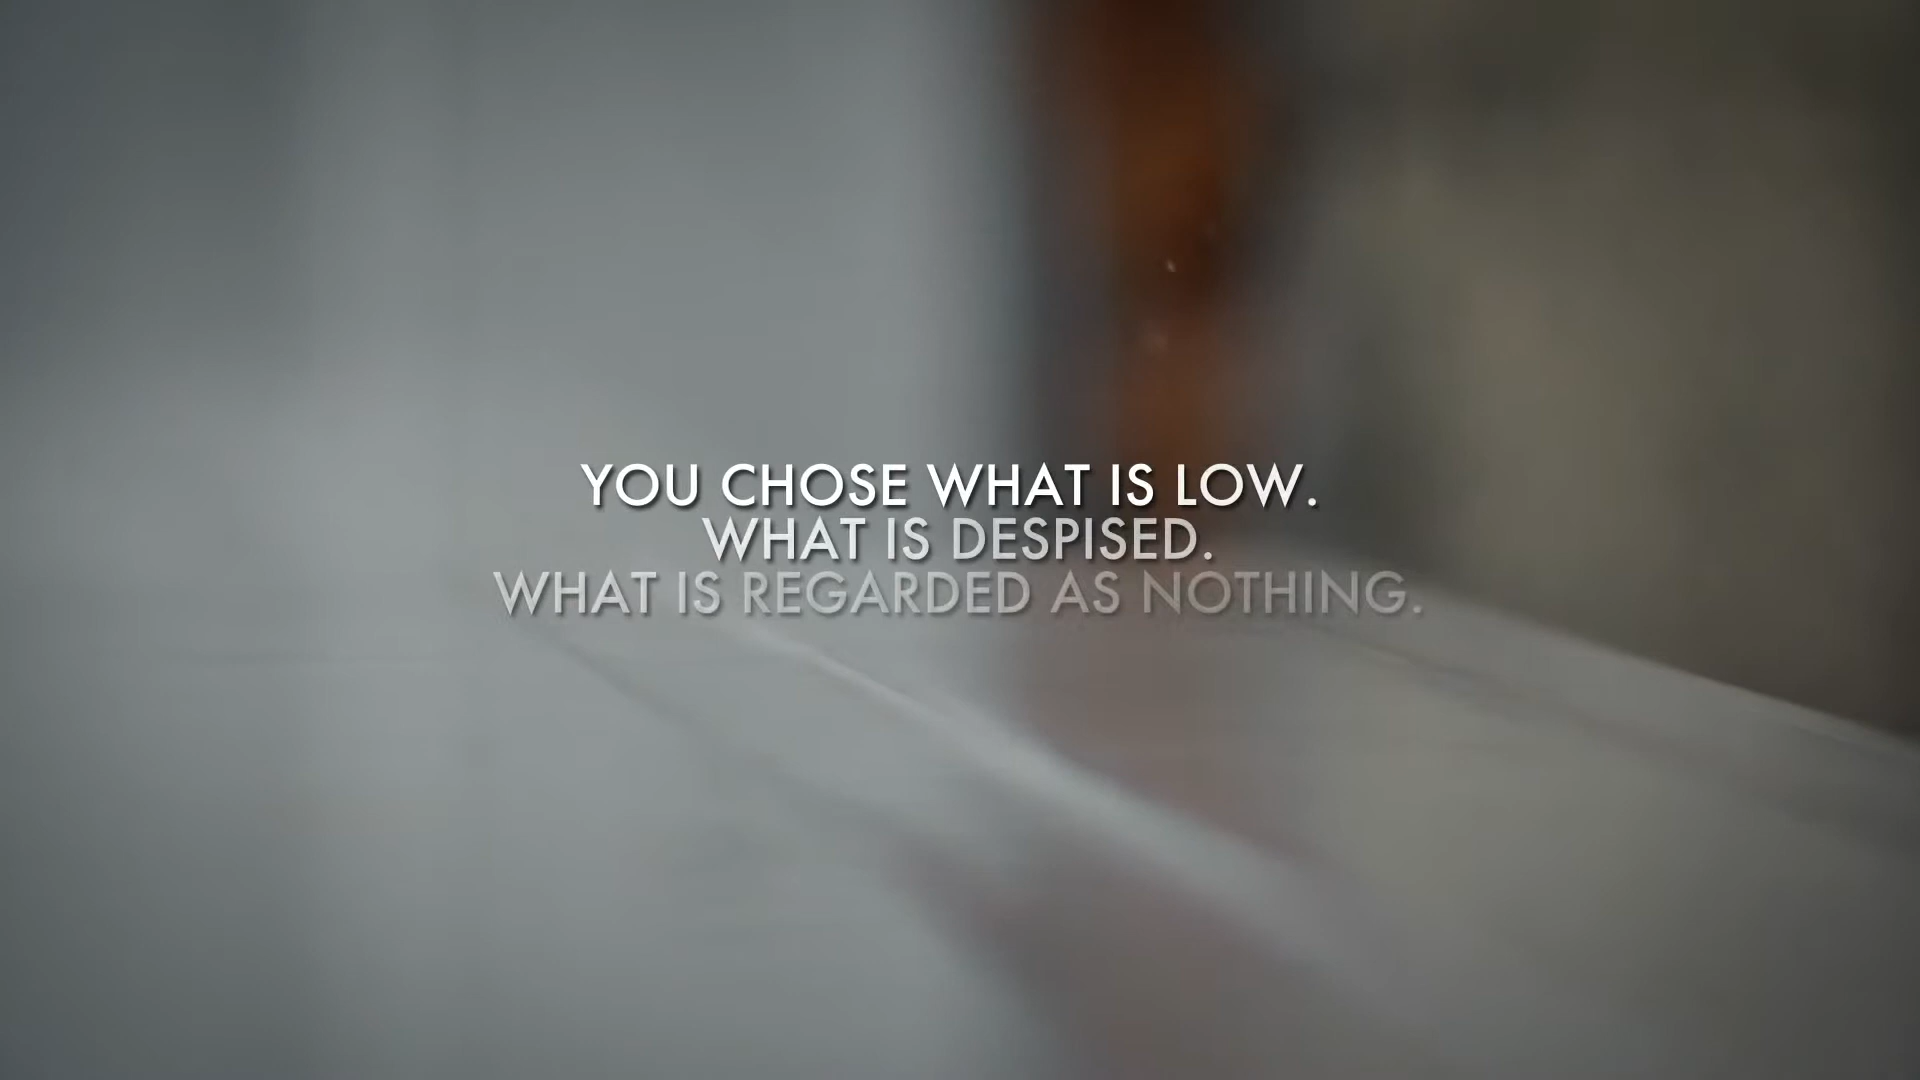 YOU CHOSE WHAT IS LOW.
WHAT IS DESPISED.
WHAT IS REGARDED AS NOTHING.